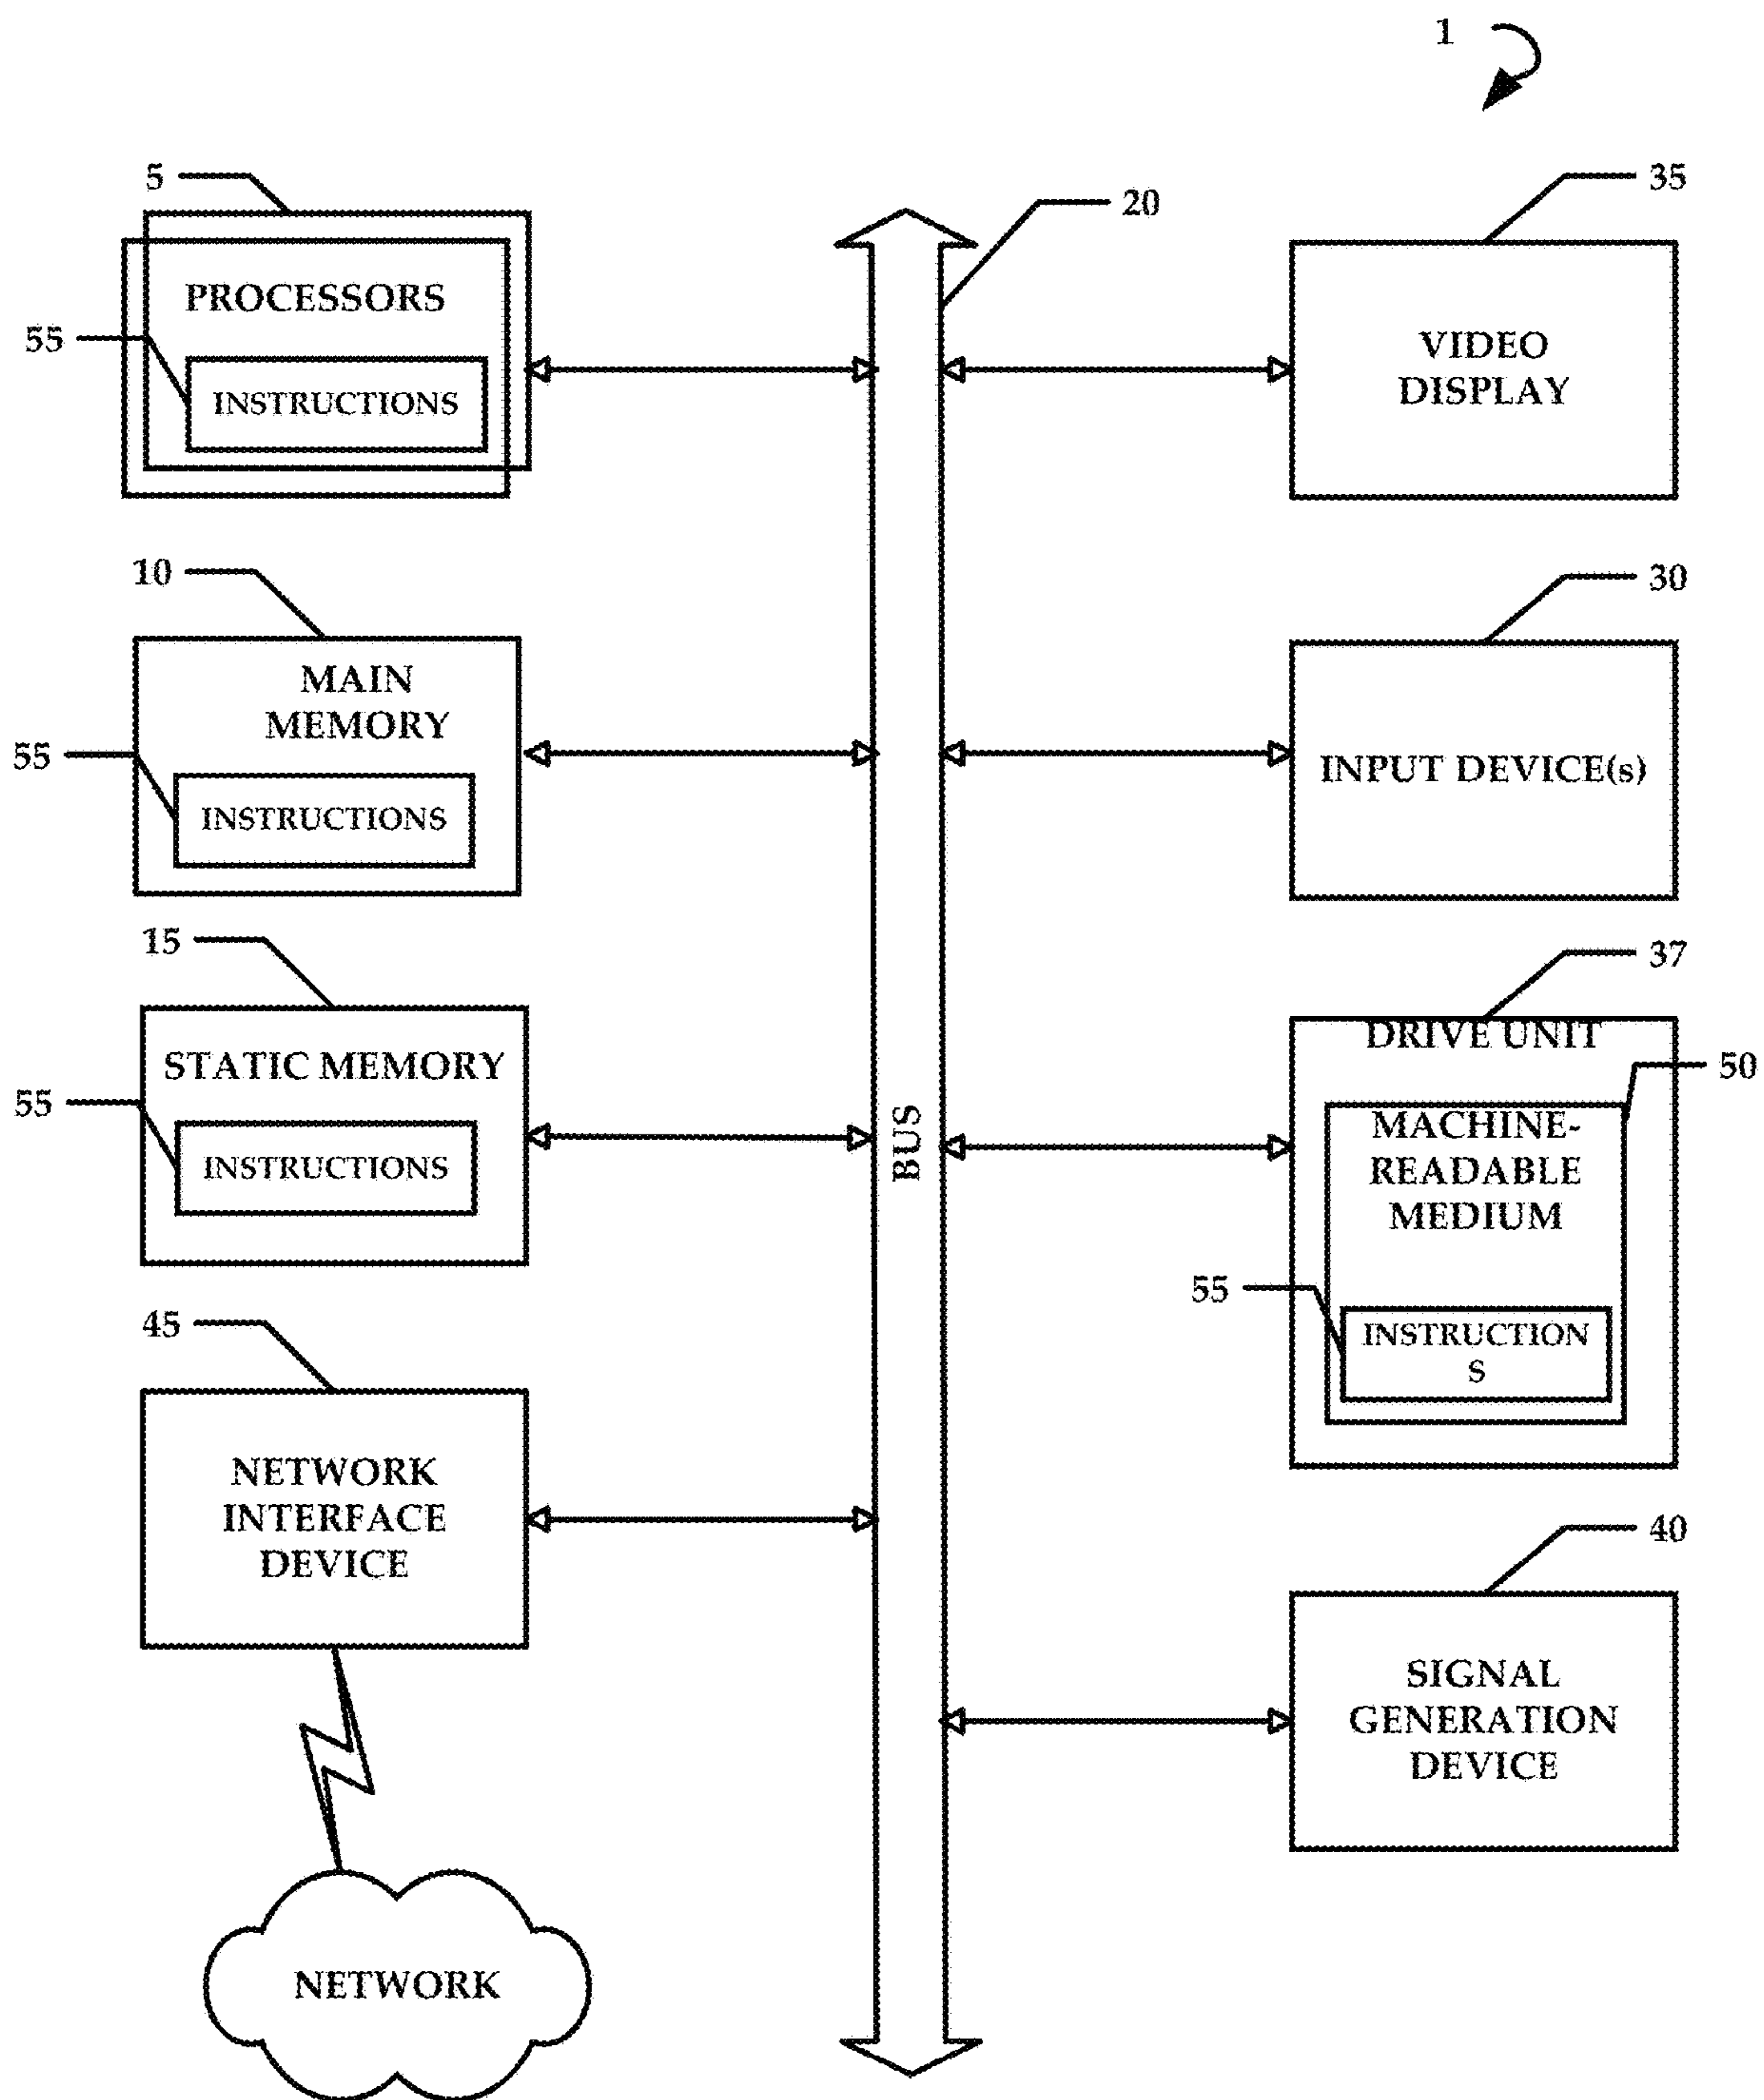 1
5
PROCESSORS
55
INSTRUCTIONS
10
MAIN
MEMORY
55
INSTRUCTIONS
15
STATIC MEMORY
55
INSTRUCTIONS
45
NETWORK
INTERFACE
DEVICE
NETWORK
20
BUS
35
VIDEO
DISPLAY
30
INPUT DEVICE(s)
37
DRIVE UNIT
50
MACHINE-
READABLE
MEDIUM
55
INSTRUCTION
S
40
SIGNAL
GENERATION
DEVICE